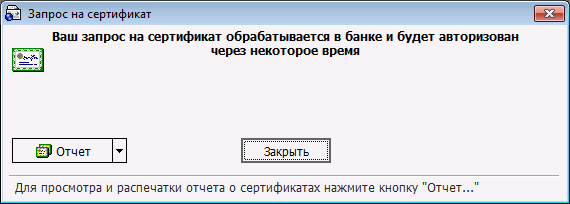 Запрос на сертификат
Ваш запрос на сертификат обрабатывается в банке и будет авторизован
через некоторое время
Отчет
Закрыть
Для просмотра и распечатки отчета о сертификатах нажмите кнопку "Отчет..."